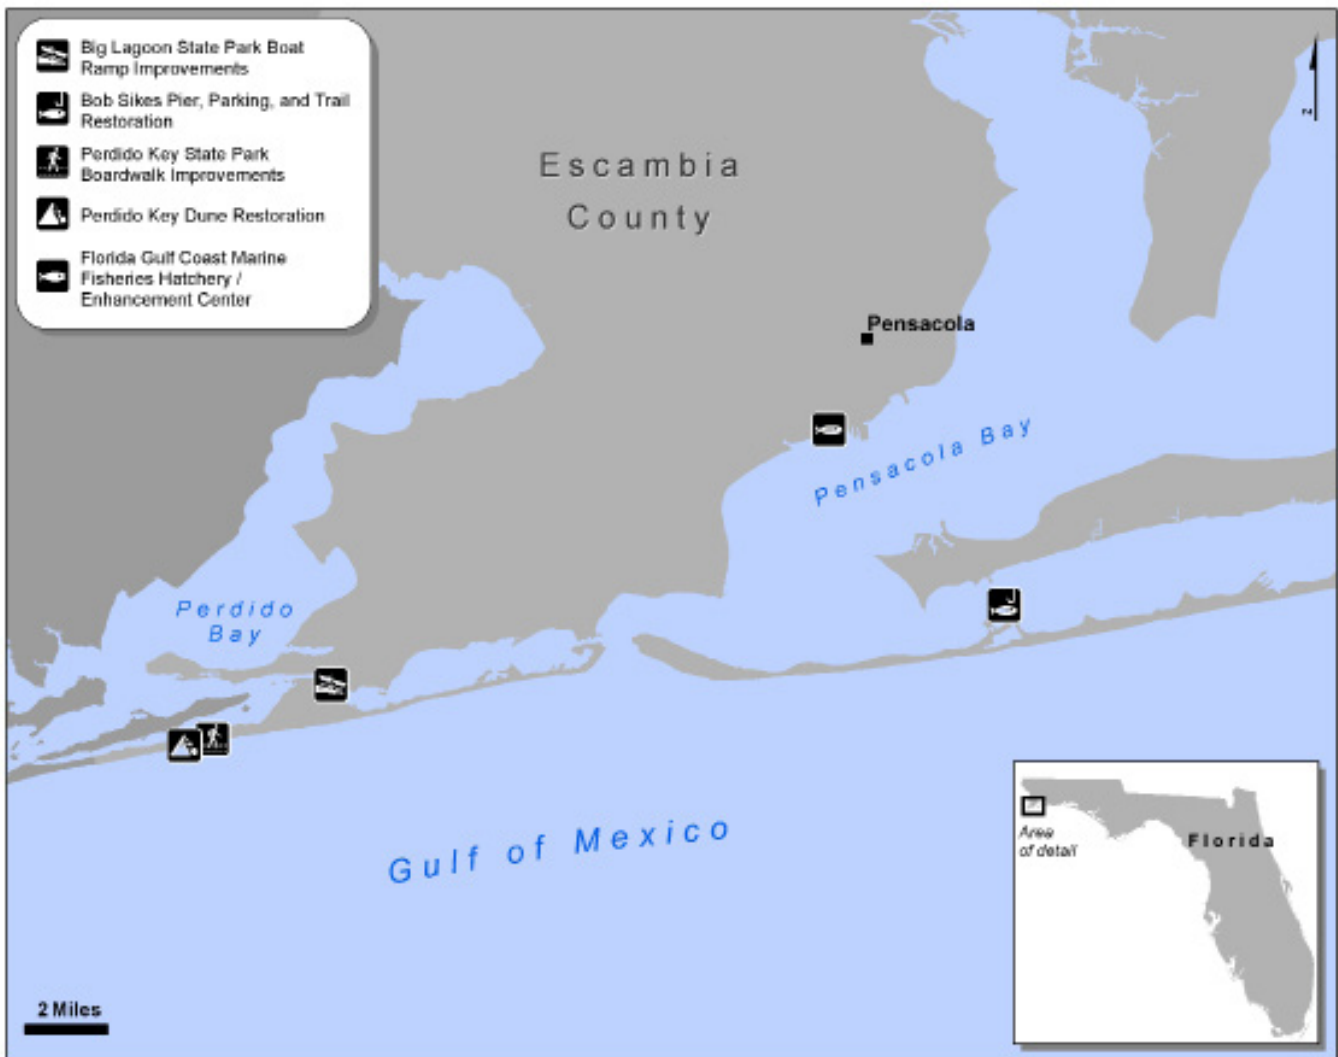 Big Lagoon State Park Boat
Ramp Improvements
Bob Sikes Pier, Parking, and Trail
Restoration
Perdido Key State Park
Boardwalk Improvements
Perdido Key Dune Restoration
Florida Gulf Coast Marine
Fisheries Hatchery /
Enhancement Center
Escambia
County
N
Pensacola
Pensacola Bay
Perdido
Bay
Gulf of Mexico
Area
of detail
Florida
2 Miles